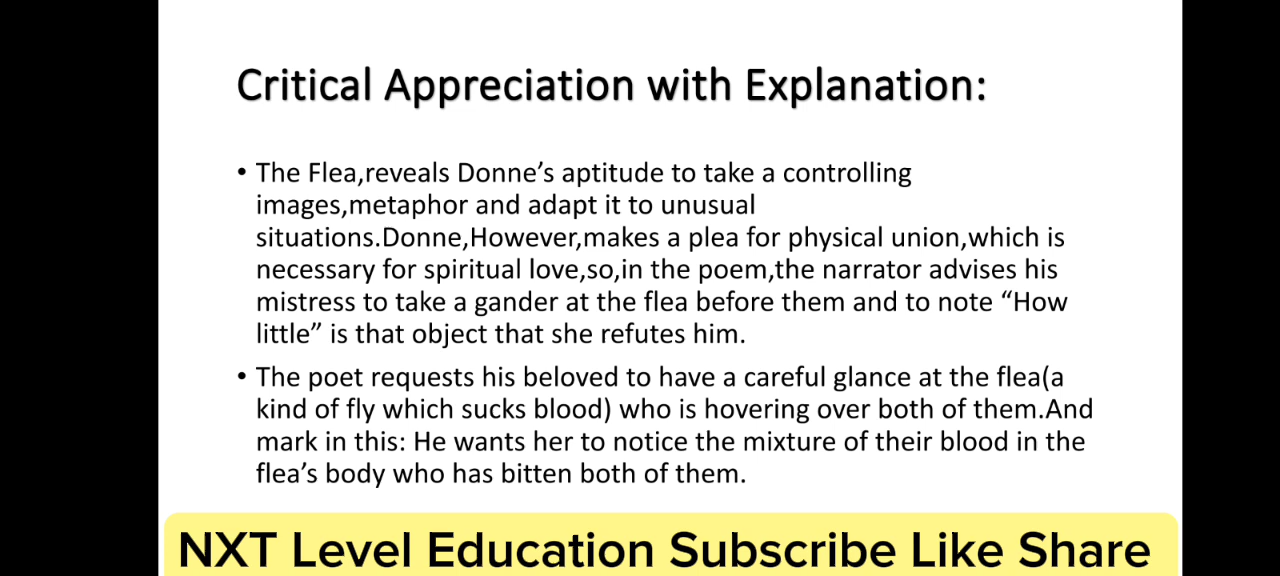 Critical Appreciation with Explanation:
• The Flea,reveals Donne’s aptitude to take a controlling
images,metaphor and adapt it to unusual
situations.Donne,However,makes a plea for physical union,which is
necessary for spiritual love,so,in the poem,the narrator advises his
mistress to take a gander at the flea before them and to note “How
little” is that object that she refutes him.
• The poet requests his beloved to have a careful glance at the flea(a
kind of fly which sucks blood) who is hovering over both of them.And
mark in this: He wants her to notice the mixture of their blood in the
flea’s body who has bitten both of them.
NXT Level Education Subscribe Like Share